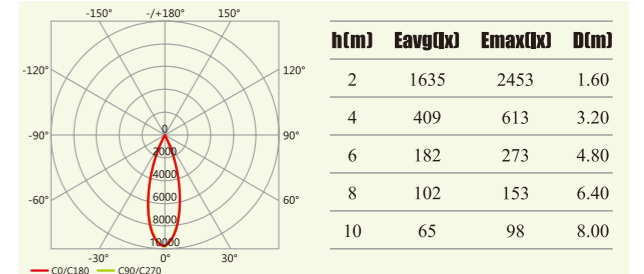 -150° -/+180° 150°
-120° 120°
-90° 0 90°
2000
4000
-60° 6000 60°
8000
10000
-30° 0° 30°
C0/C180 C90/C270
h(m) Eavg(lx) Emax(lx) D(m)
2 1635 2453 1.60
4 409 613 3.20
6 182 273 4.80
8 102 153 6.40
10 65 98 8.00